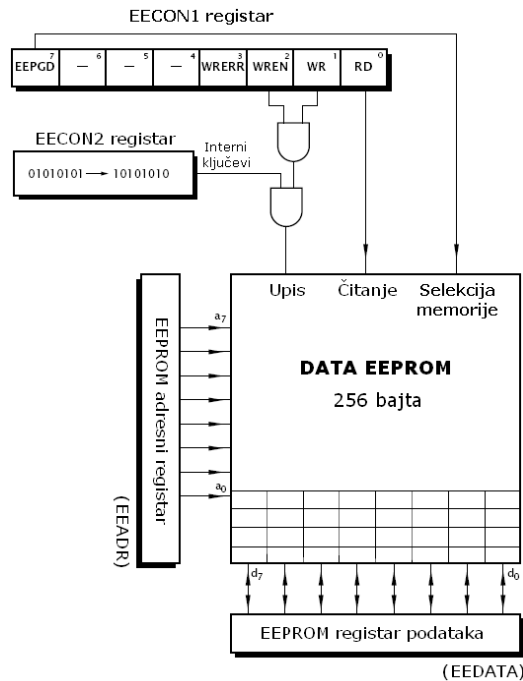 EECON1 registar
7 6 5 4 3 2 1 0
EEPGD — — — WRERR WREN WR RD
EECON2 registar
Interni
ključevi
01010101 → 10101010
Upis Čitanje Selekcija
memorije
EEPROM adresni registar
(EEADR)
a7
a0
DATA EEPROM
256 bajta
d7 d0
EEPROM registar podataka
(EEDATA)